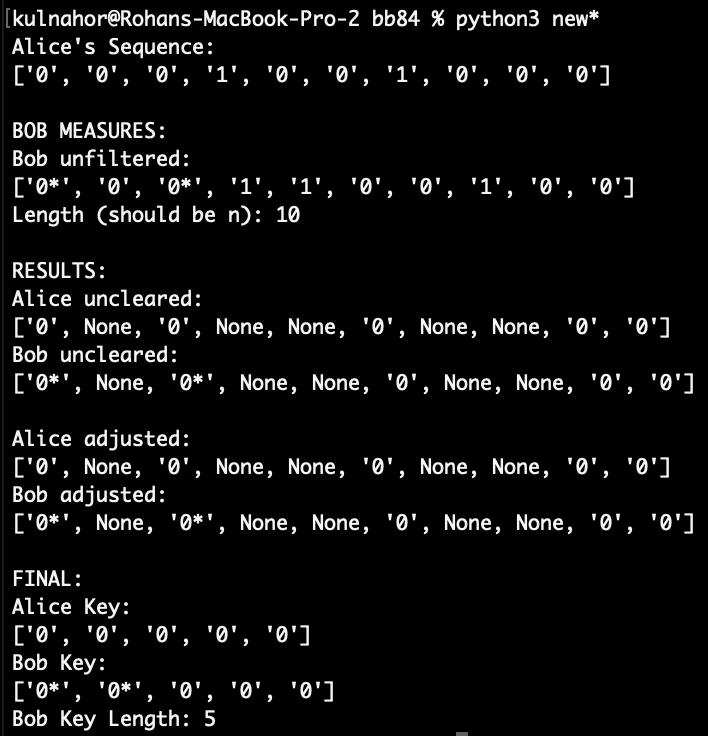 [kulnahor@Rohans-MacBook-Pro-2 bb84 % python3 new*
Alice's Sequence:
['0', '0', '0', '1', '0', '0', '1', '0', '0', '0']
BOB MEASURES:
Bob unfiltered:
['0*', '0', '0*', '1', '1', '0', '0', '1', '0', '0']
Length (should be n): 10
RESULTS:
Alice uncleared:
['0', None, '0', None, None, '0', None, None, '0', '0']
Bob uncleared:
['0*', None, '0*', None, None, '0', None, None, '0', '0']
Alice adjusted:
['0', None, '0', None, None, '0', None, None, '0', '0']
Bob adjusted:
['0*', None, '0*', None, None, '0', None, None, '0', '0']
FINAL:
Alice Key:
['0', '0', '0', '0', '0']
Bob Key:
['0*', '0*', '0', '0', '0']
Bob Key Length: 5